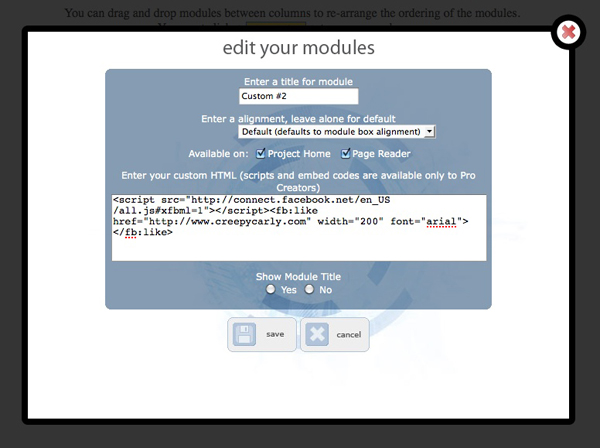 You can drag and drop modules between columns to re-arrange the ordering of the modules.
edit your modules
Enter a title for module
Custom #2
Enter a alignment, leave alone for default
Default (defaults to module box alignment)
Available on: Project Home Page Reader
Enter your custom HTML (scripts and embed codes are available only to Pro
Creators)
<script src="http://connect.facebook.net/en_US
/all.js#xfbml=1"></script><fb:like
href="http://www.creepycarly.com" width="200" font="arial">
</fb:like>
Show Module Title
Yes No
save cancel